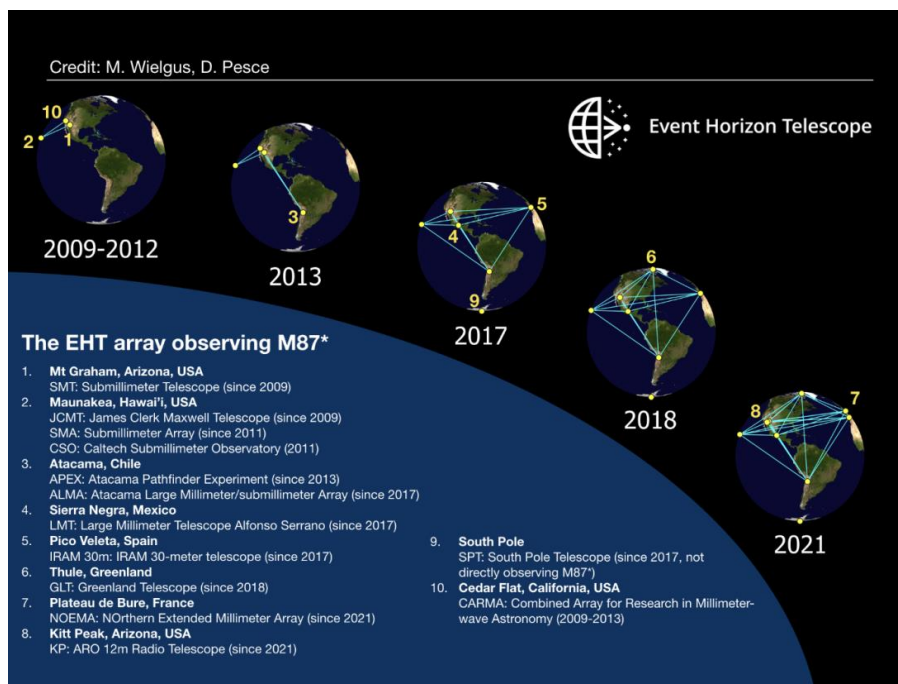 Credit: M. Wielgus, D. Pesce
Event Horizon Telescope
10
2
1
2009-2012
3
2013
5
4
9
2017
6
2018
7
8
2021
The EHT array observing M87*
1. Mt Graham, Arizona, USA
SMT: Submillimeter Telescope (since 2009)
2. Maunakea, Hawai'i, USA
JCMT: James Clerk Maxwell Telescope (since 2009)
SMA: Submillimeter Array (since 2011)
CSO: Caltech Submillimeter Observatory (2011)
3. Atacama, Chile
APEX: Atacama Pathfinder Experiment (since 2013)
ALMA: Atacama Large Millimeter/submillimeter Array (since 2017)
4. Sierra Negra, Mexico
LMT: Large Millimeter Telescope Alfonso Serrano (since 2017)
5. Pico Veleta, Spain
IRAM 30m: IRAM 30-meter telescope (since 2017)
6. Thule, Greenland
GLT: Greenland Telescope (since 2018)
7. Plateau de Bure, France
NOEMA: NOrthern Extended Millimeter Array (since 2021)
8. Kitt Peak, Arizona, USA
KP: ARO 12m Radio Telescope (since 2021)
9. South Pole
SPT: South Pole Telescope (since 2017, not
directly observing M87*)
10. Cedar Flat, California, USA
CARMA: Combined Array for Research in Millimeter-
wave Astronomy (2009-2013)